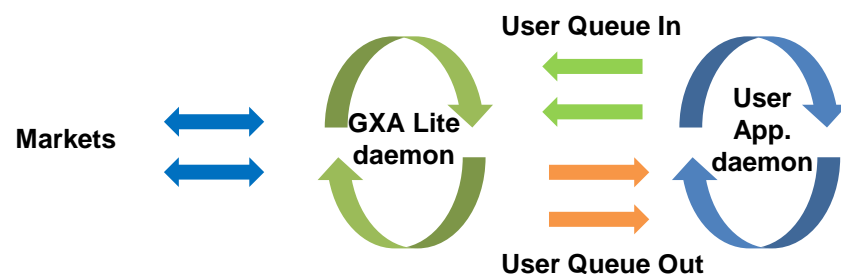 User Queue In
Markets
GXA Lite
daemon
User
App.
daemon
User Queue Out